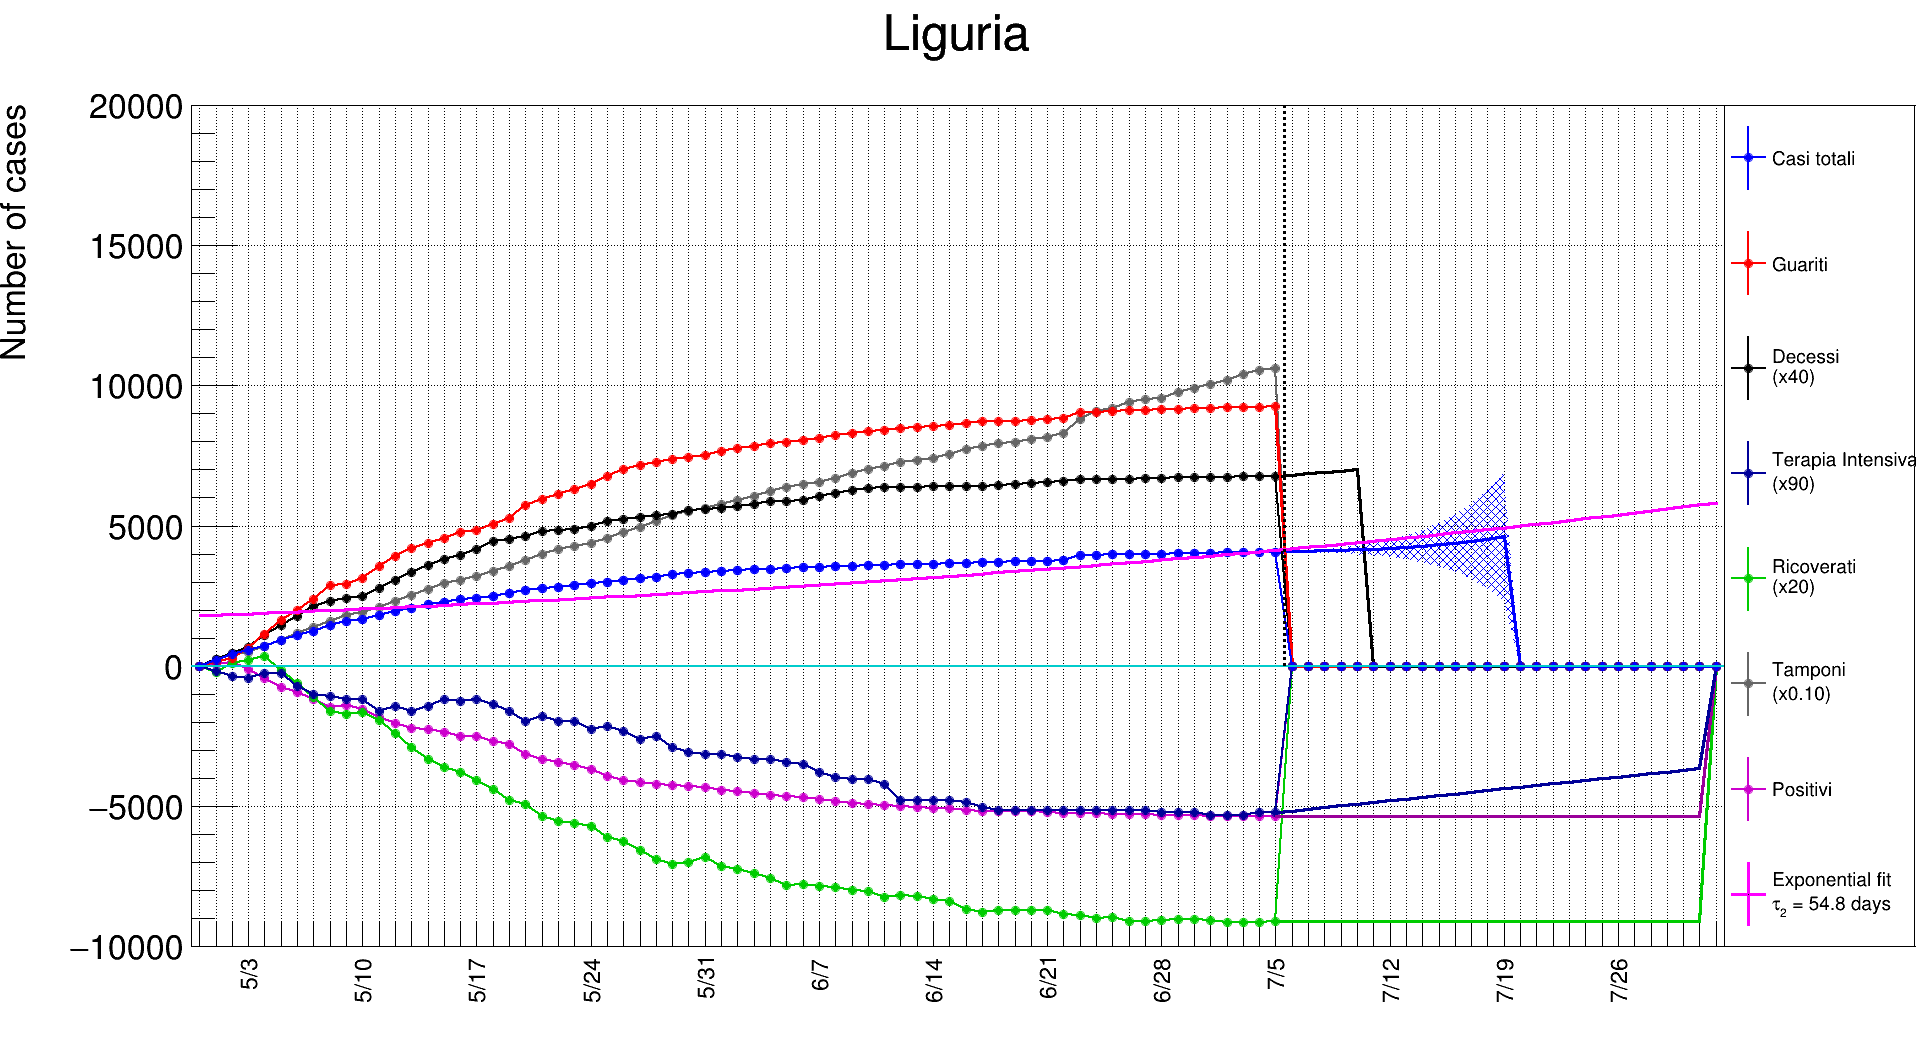 Liguria
Number of cases
20000
15000
10000
5000
0
−5000
−10000
5/3
5/10
5/17
5/24
5/31
6/7
6/14
6/21
6/28
7/5
7/12
7/19
7/26
Casi totali
Guariti
Decessi
(x40)
Terapia Intensiva
(x90)
Ricoverati
(x20)
Tamponi
(x0.10)
Positivi
Exponential fit
τ2 = 54.8 days